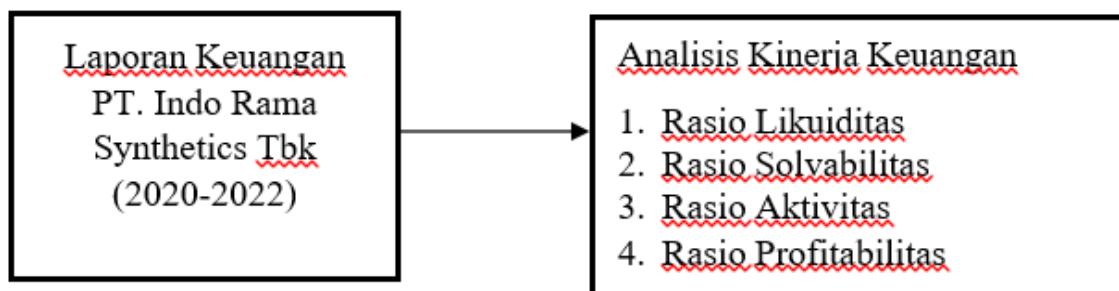 Laporan Keuangan
PT. Indo Rama
Synthetics Tbk
(2020-2022)
Analisis Kinerja Keuangan
1. Rasio Likuiditas
2. Rasio Solvabilitas
3. Rasio Aktivitas
4. Rasio Profitabilitas